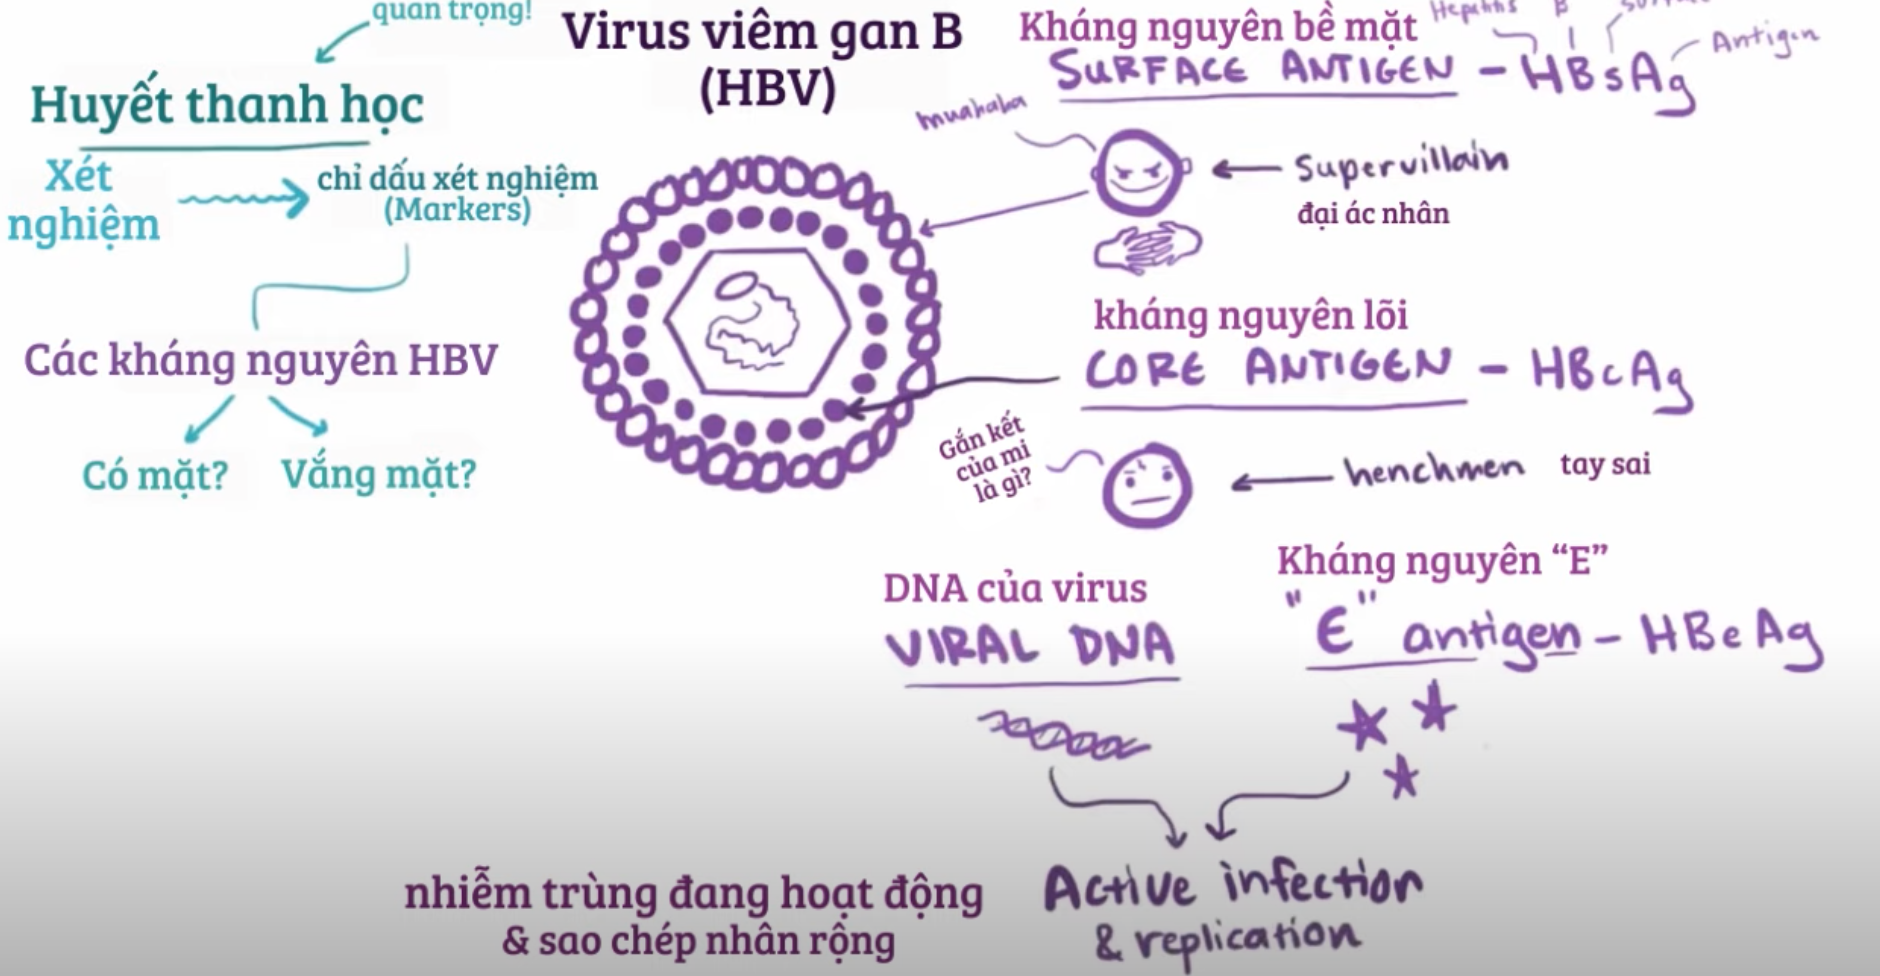 quan trọng!
Huyết thanh học
Xét
nghiệm
chỉ dấu xét nghiệm
(Markers)
Các kháng nguyên HBV
Có mặt?
Vắng mặt?
Virus viêm gan B
(HBV)
Kháng nguyên bề mặt
Hepatitis B
Antigen
SURFACE ANTIGEN - HBsAg
muahaha
Supervillain
đại ác nhân
kháng nguyên lõi
CORE ANTIGEN - HBcAg
Gắn kết
của mi
là gì?
henchmen
tay sai
DNA của virus
VIRAL DNA
Kháng nguyên “E”
"E" antigen - HBeAg
nhiễm trùng đang hoạt động
& sao chép nhân rộng
Active infection
& replication